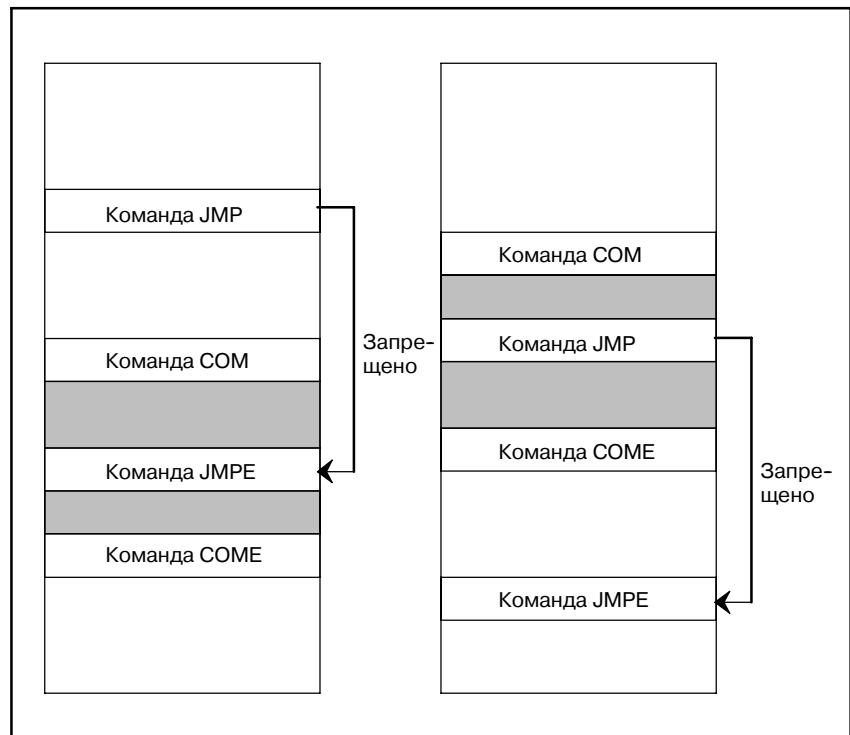 Команда JMP
Команда COM
Команда JMPE
Команда COME
Запре-
щено
Команда COM
Команда JMP
Команда COME
Команда JMPE
Запре-
щено